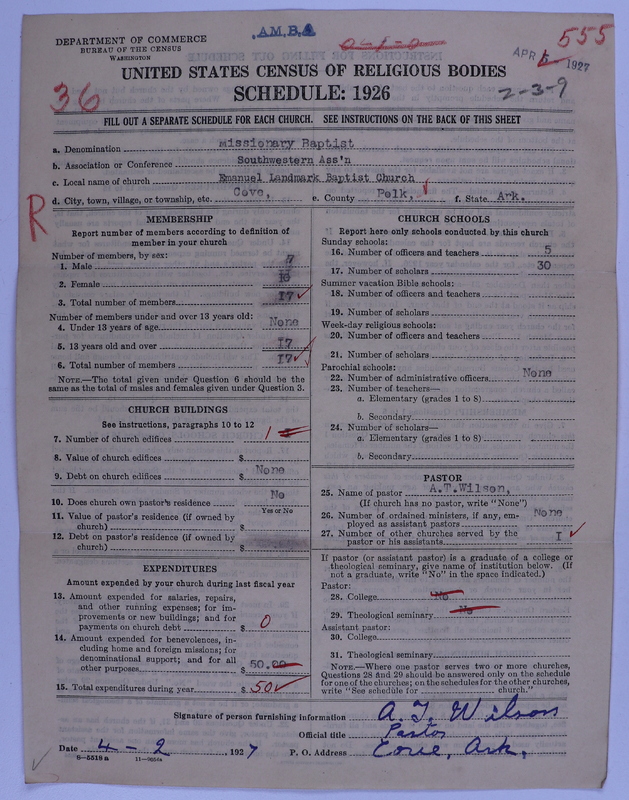 .A.M.B.A
DEPARTMENT OF COMMERCE
BUREAU OF THE CENSUS
WASHINGTON
APR 1927
555
36
2-3-9
UNITED STATES CENSUS OF RELIGIOUS BODIES
SCHEDULE: 1926
FILL OUT A SEPARATE SCHEDULE FOR EACH CHURCH. SEE INSTRUCTIONS ON THE BACK OF THIS SHEET
a. Denomination Missionary Baptist
b. Association or Conference Southwestern Ass'n
c. Local name of church Emanuel Landmark Baptist Church
d. City, town, village, or township, etc. Cove, e. County Polk, f. State Ark.
R
MEMBERSHIP
Report number of members according to definition of
member in your church
Number of members, by sex:
1. Male 7
2. Female 10
3. Total number of members 17
Number of members under and over 13 years old:
4. Under 13 years of age None
5. 13 years old and over 17
6. Total number of members 17
NOTE.—The total given under Question 6 should be the
same as the total of males and females given under Question 3.
CHURCH BUILDINGS
See instructions, paragraphs 10 to 12
7. Number of church edifices 1
8. Value of church edifices $
9. Debt on church edifices $ None
10. Does church own pastor's residence No
Yes or No
11. Value of pastor's residence (if owned by
church) $
12. Debt on pastor's residence (if owned by
church) $
EXPENDITURES
Amount expended by your church during last fiscal year
13. Amount expended for salaries, repairs,
and other running expenses; for im-
provements or new buildings; and for
payments on church debt $ 0
14. Amount expended for benevolences, in-
cluding home and foreign missions; for
denominational support; and for all
other purposes $ 50.00
15. Total expenditures during year $ 50
CHURCH SCHOOLS
Report here only schools conducted by this church
Sunday schools:
16. Number of officers and teachers 5
17. Number of scholars 30
Summer vacation Bible schools:
18. Number of officers and teachers
19. Number of scholars
Week-day religious schools:
20. Number of officers and teachers
21. Number of scholars
Parochial schools:
22. Number of administrative officers None
23. Number of teachers—
a. Elementary (grades 1 to 8)
b. Secondary
24. Number of scholars—
a. Elementary (grades 1 to 8)
b. Secondary
PASTOR
25. Name of pastor A.T.Wilson,
(If church has no pastor, write "None")
26. Number of ordained ministers, if any, em-
ployed as assistant pastors None
27. Number of other churches served by the
pastor or his assistants I
If pastor (or assistant pastor) is a graduate of a college or
theological seminary, give name of institution below. (If
not a graduate, write "No" in the space indicated.)
Pastor:
28. College No
29. Theological seminary No
Assistant pastor:
30. College
31. Theological seminary
NOTE.—Where one pastor serves two or more churches,
Questions 28 and 29 should be answered only on the schedule
for one of the churches; on the schedules for the other churches,
write "See schedule for church."
Signature of person furnishing information A. T. Wilson
Official title Pastor
Date 4-2 1927 P. O. Address Cove, Ark.
8—5518a